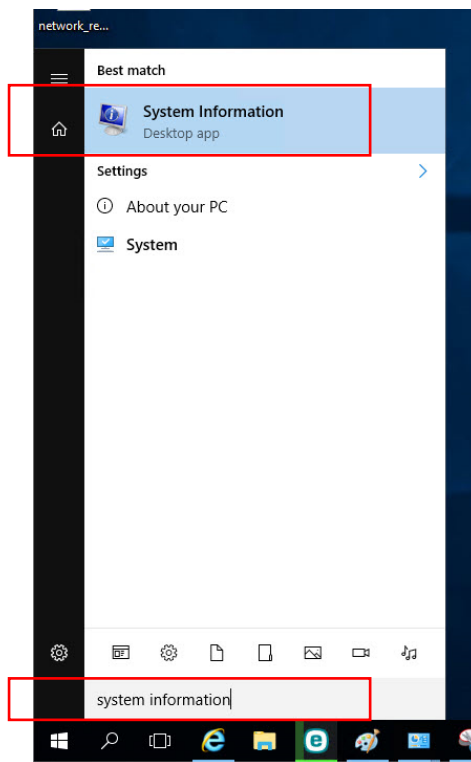 network_re...
Best match
System Information
Desktop app
Settings
About your PC
System
system information